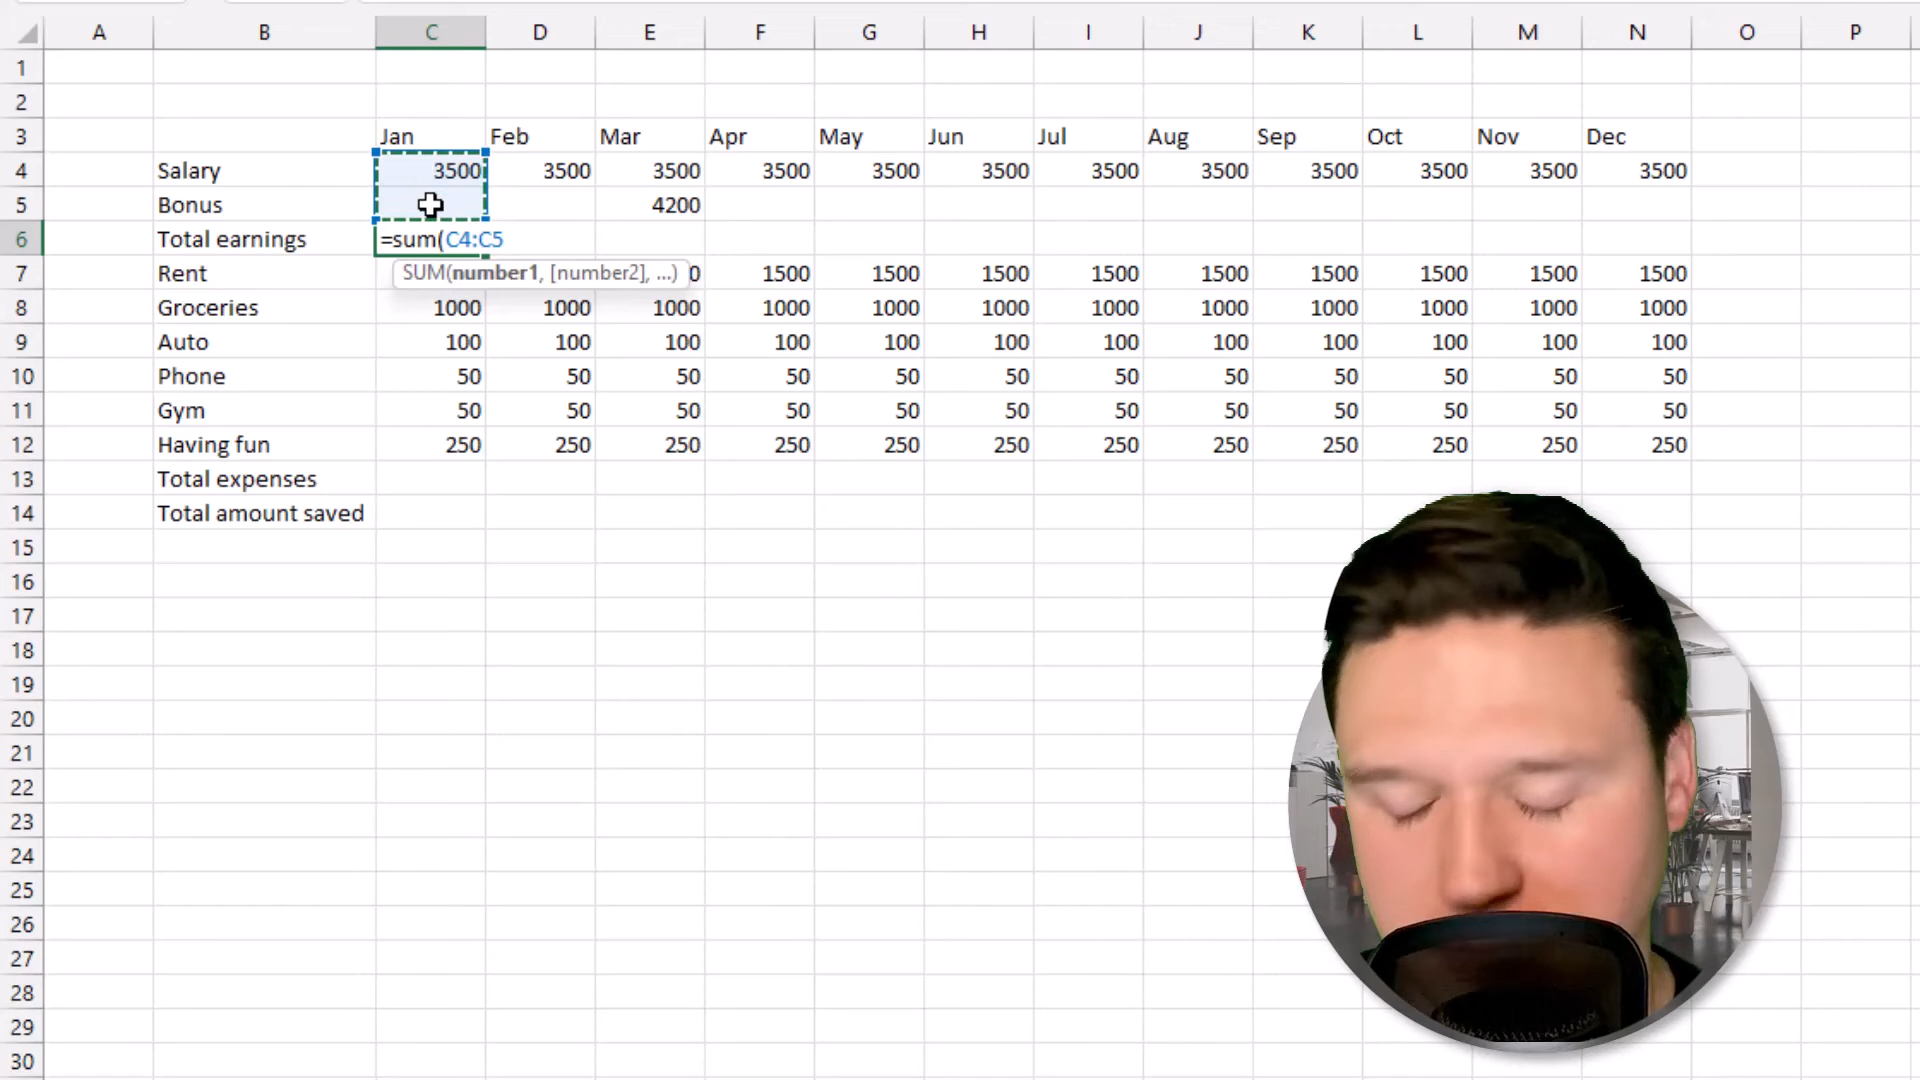 A B C D E F G H I J K L M N O P
1
2
3 Jan Feb Mar Apr May Jun Jul Aug Sep Oct Nov Dec
4 Salary 3500 3500 3500 3500 3500 3500 3500 3500 3500 3500 3500 3500
5 Bonus 4200
6 Total earnings =sum(C4:C5
7 Rent SUM(number1, [number2], ...) 0 1500 1500 1500 1500 1500 1500 1500 1500 1500
8 Groceries 1000 1000 1000 1000 1000 1000 1000 1000 1000 1000 1000 1000
9 Auto 100 100 100 100 100 100 100 100 100 100 100 100
10 Phone 50 50 50 50 50 50 50 50 50 50 50 50
11 Gym 50 50 50 50 50 50 50 50 50 50 50 50
12 Having fun 250 250 250 250 250 250 250 250 250 250 250 250
13 Total expenses
14 Total amount saved
15
16
17
18
19
20
21
22
23
24
25
26
27
28
29
30